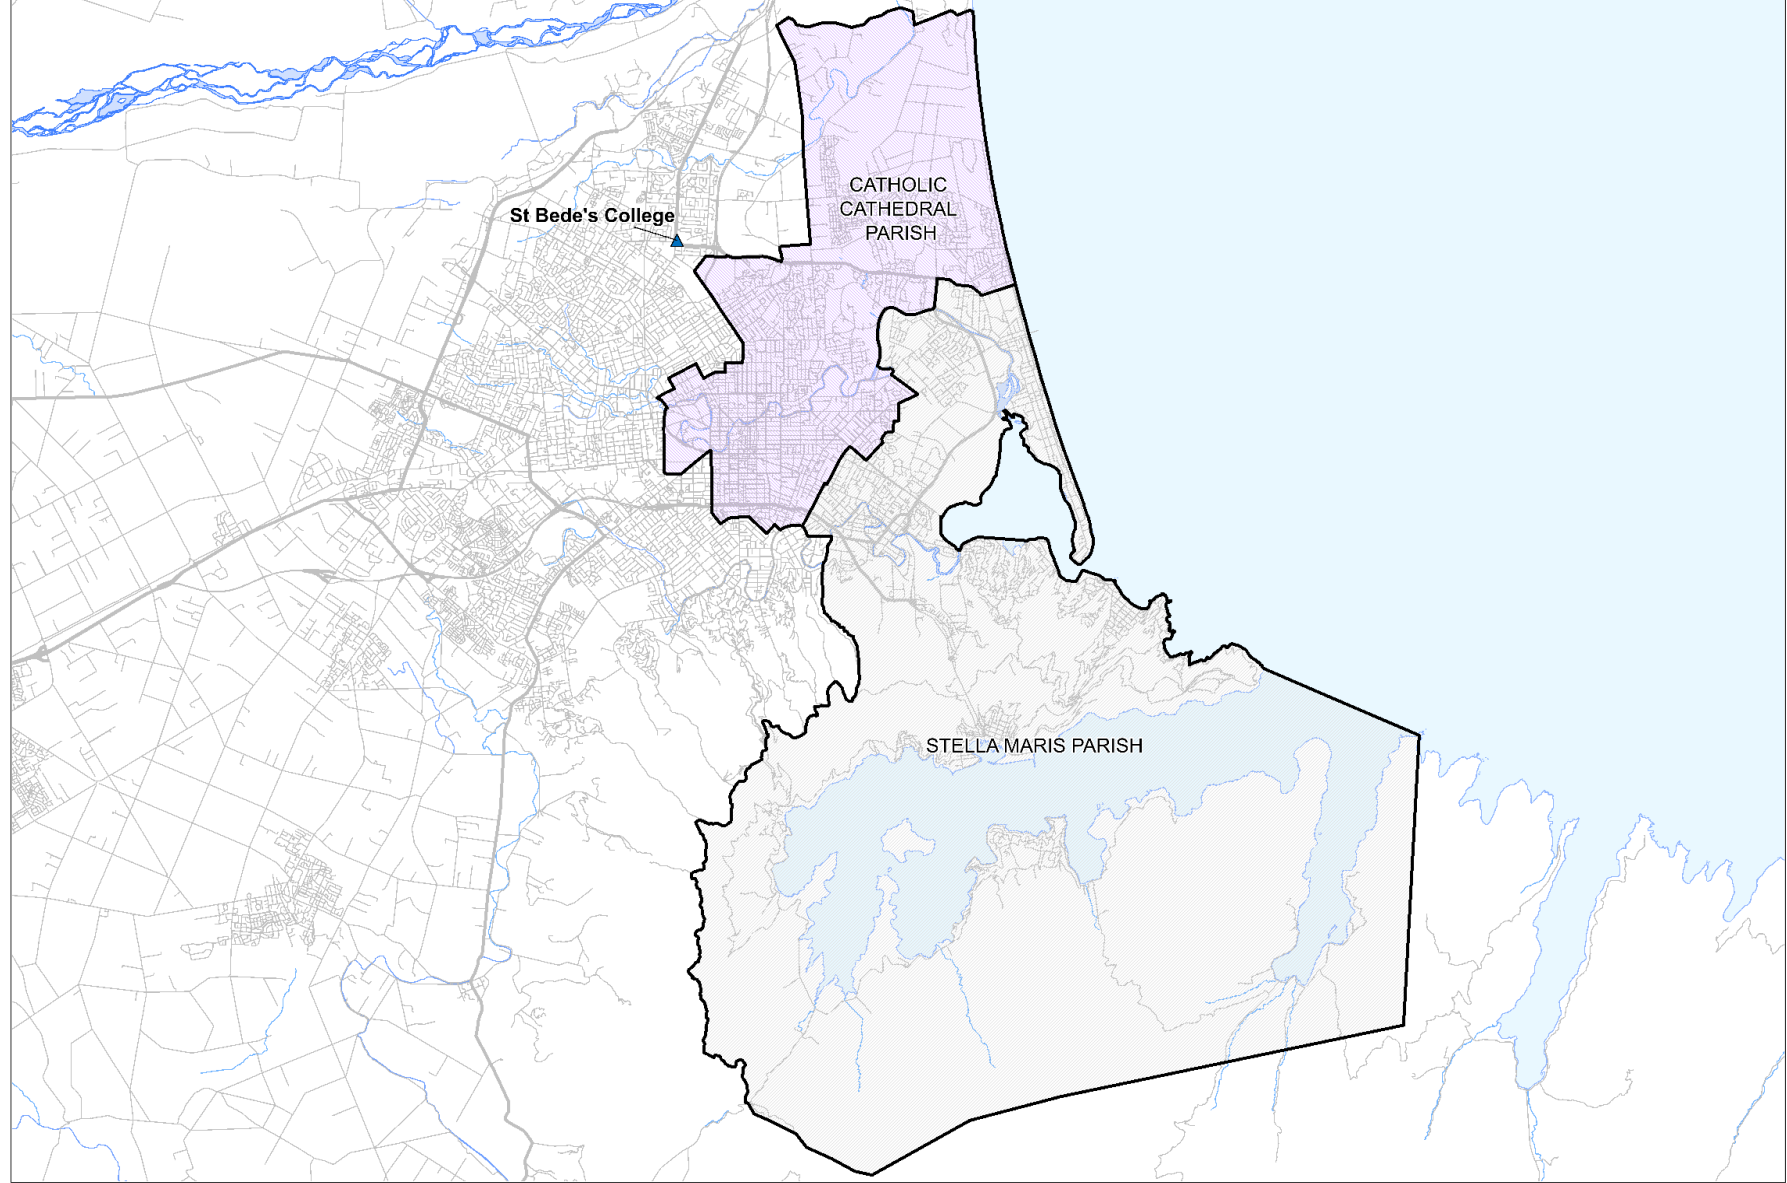 CATHOLIC
CATHEDRAL
PARISH
St Bede's College
STELLA MARIS PARISH